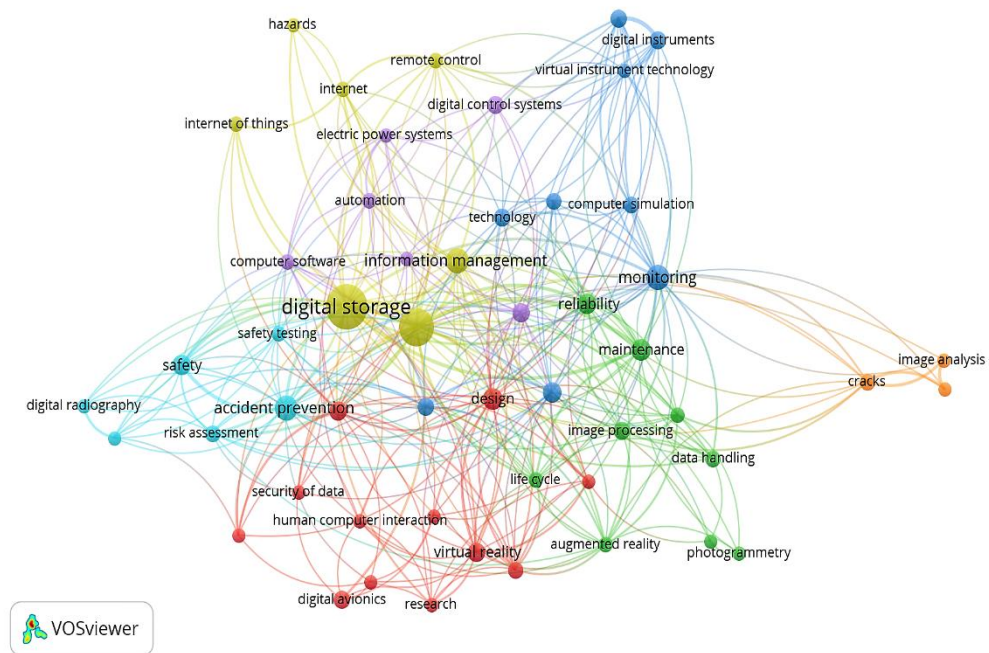 hazards
digital instruments
remote control
virtual instrument technology
internet
digital control systems
internet of things
electric power systems
automation
computer simulation
technology
computer software
information management
monitoring
digital storage
reliability
safety testing
maintenance
image analysis
safety
cracks
digital radiography
accident prevention
design
risk assessment
image processing
data handling
life cycle
security of data
human computer interaction
virtual reality
augmented reality
photogrammetry
digital avionics
research
VOSviewer